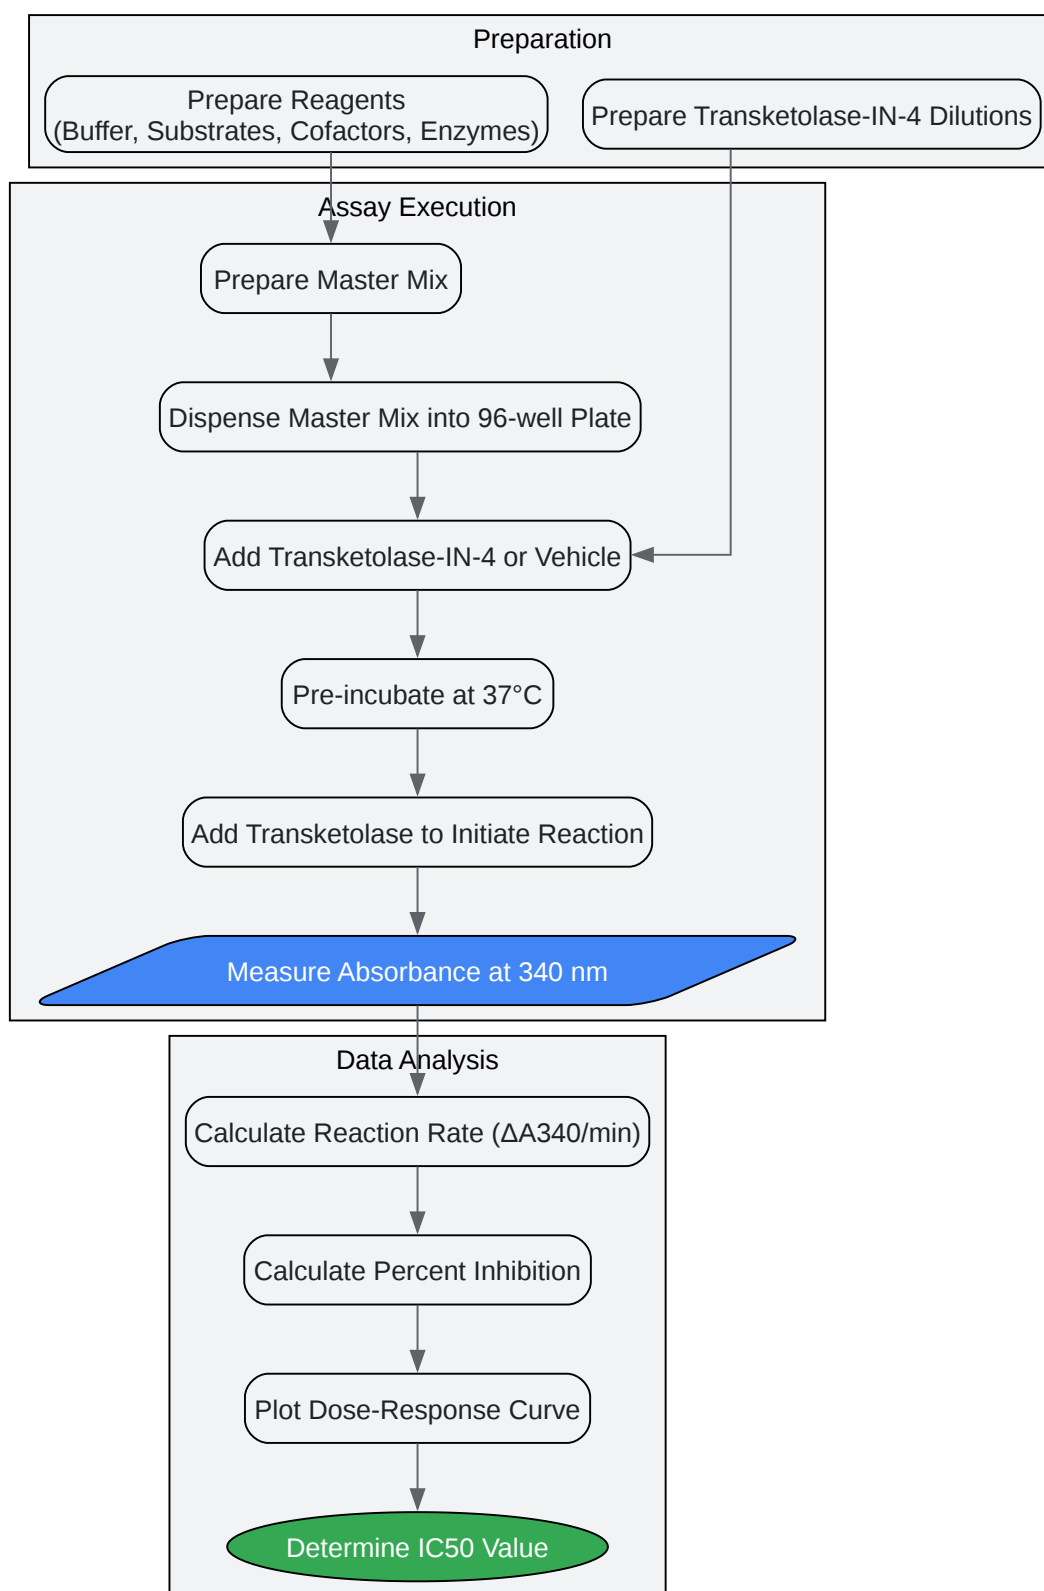 Preparation
Prepare Reagents
(Buffer, Substrates, Cofactors, Enzymes)
Prepare Transketolase-IN-4 Dilutions
Assay Execution
Prepare Master Mix
Dispense Master Mix into 96-well Plate
Add Transketolase-IN-4 or Vehicle
Pre-incubate at 37°C
Add Transketolase to Initiate Reaction
Measure Absorbance at 340 nm
Data Analysis
Calculate Reaction Rate (ΔA340/min)
Calculate Percent Inhibition
Plot Dose-Response Curve
Determine IC50 Value